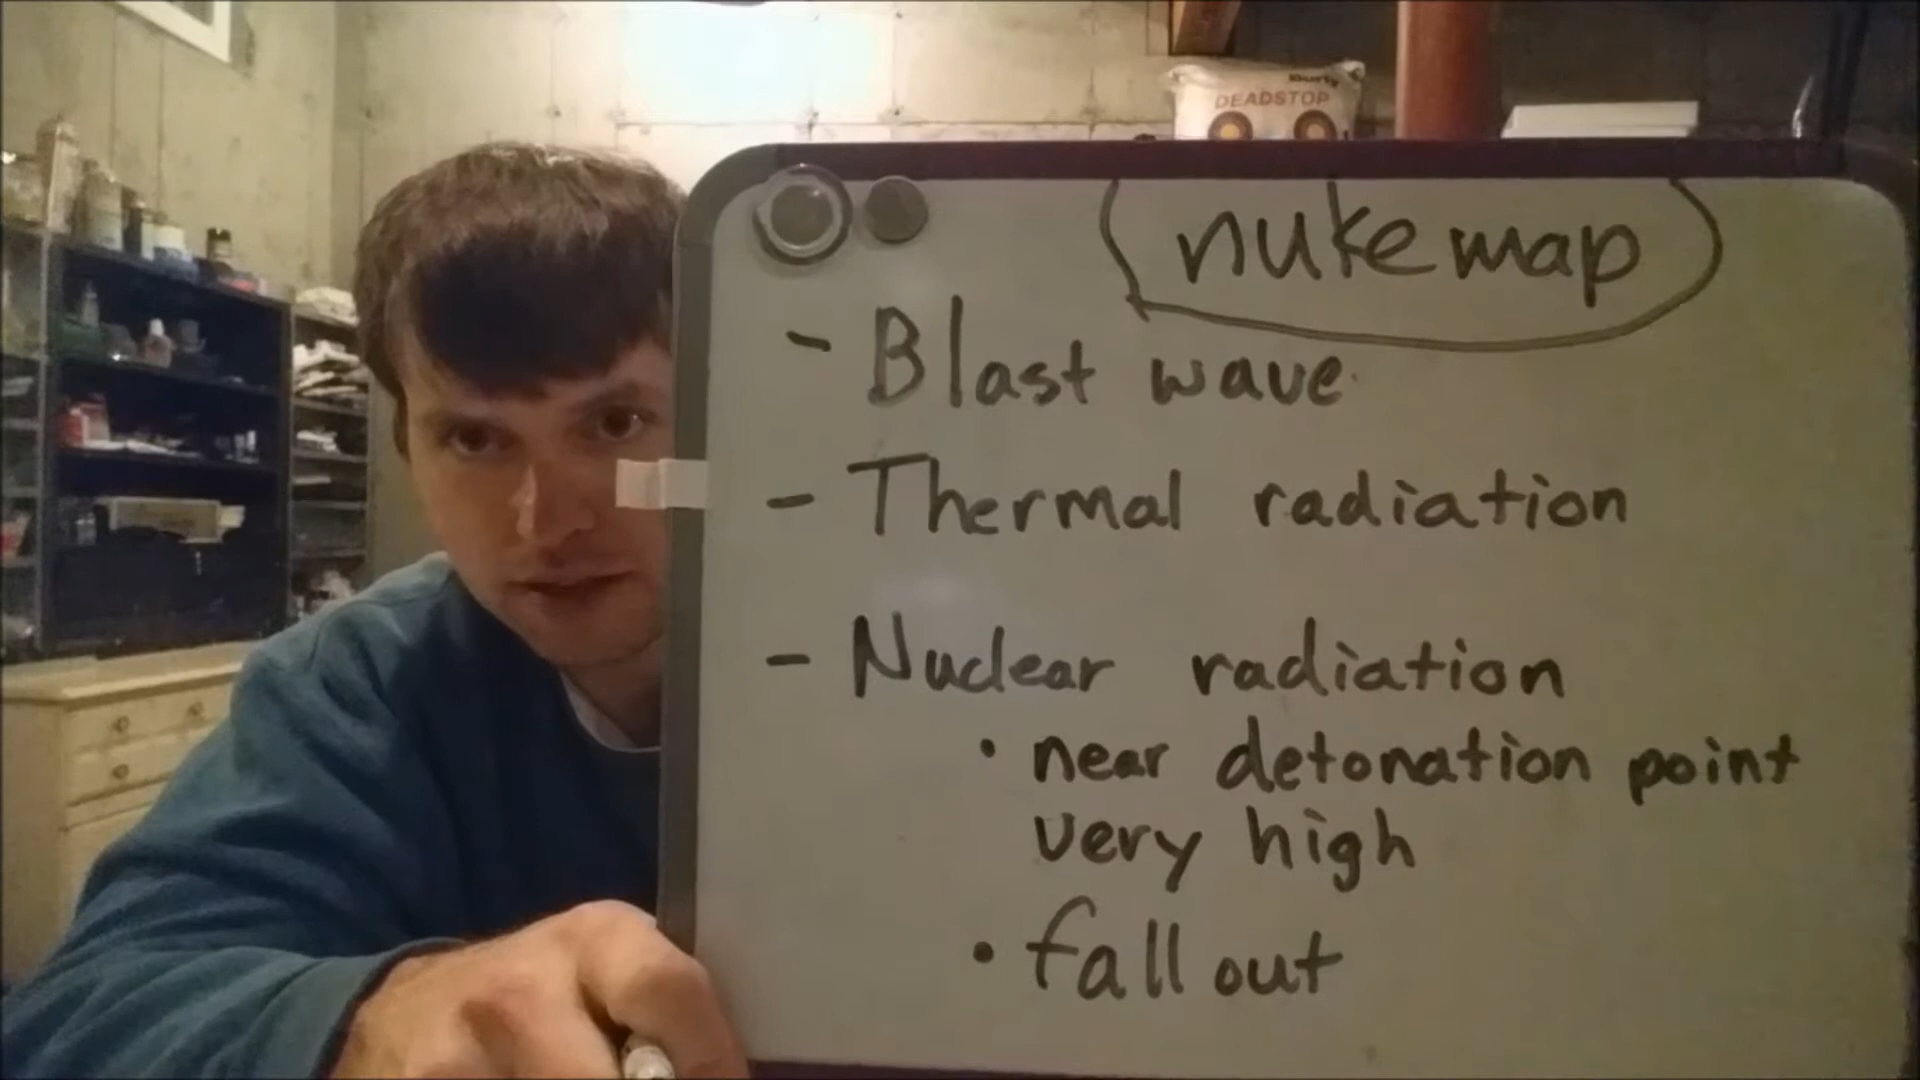 DEADSTOP
nukemap
- Blast wave
- Thermal radiation
- Nuclear radiation
• near detonation point
very high
• fall out